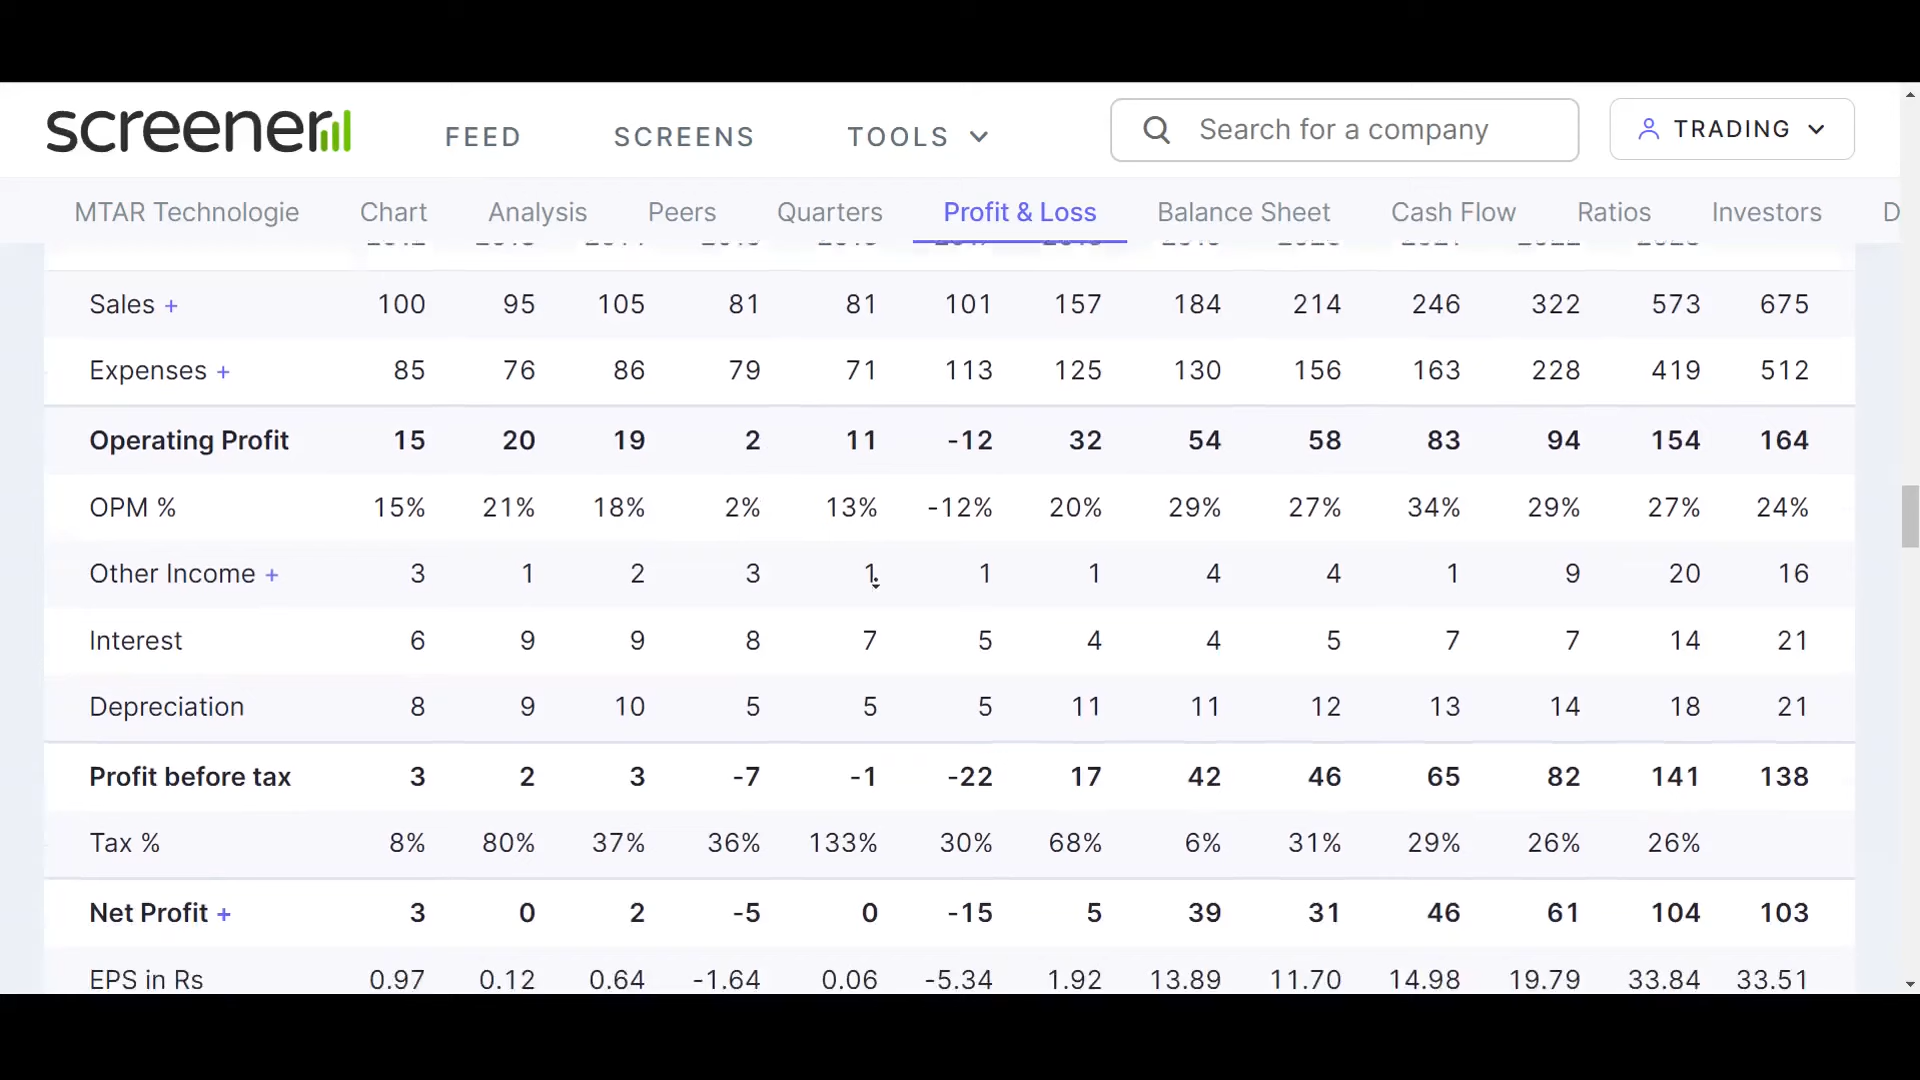 screener FEED SCREENS TOOLS Search for a company TRADING
MTAR Technologie Chart Analysis Peers Quarters Profit & Loss Balance Sheet Cash Flow Ratios Investors D
Sales + 100 95 105 81 81 101 157 184 214 246 322 573 675
Expenses + 85 76 86 79 71 113 125 130 156 163 228 419 512
Operating Profit 15 20 19 2 11 -12 32 54 58 83 94 154 164
OPM % 15% 21% 18% 2% 13% -12% 20% 29% 27% 34% 29% 27% 24%
Other Income + 3 1 2 3 1 1 1 4 4 1 9 20 16
Interest 6 9 9 8 7 5 4 4 5 7 7 14 21
Depreciation 8 9 10 5 5 5 11 11 12 13 14 18 21
Profit before tax 3 2 3 -7 -1 -22 17 42 46 65 82 141 138
Tax % 8% 80% 37% 36% 133% 30% 68% 6% 31% 29% 26% 26%
Net Profit + 3 0 2 -5 0 -15 5 39 31 46 61 104 103
EPS in Rs 0.97 0.12 0.64 -1.64 0.06 -5.34 1.92 13.89 11.70 14.98 19.79 33.84 33.51